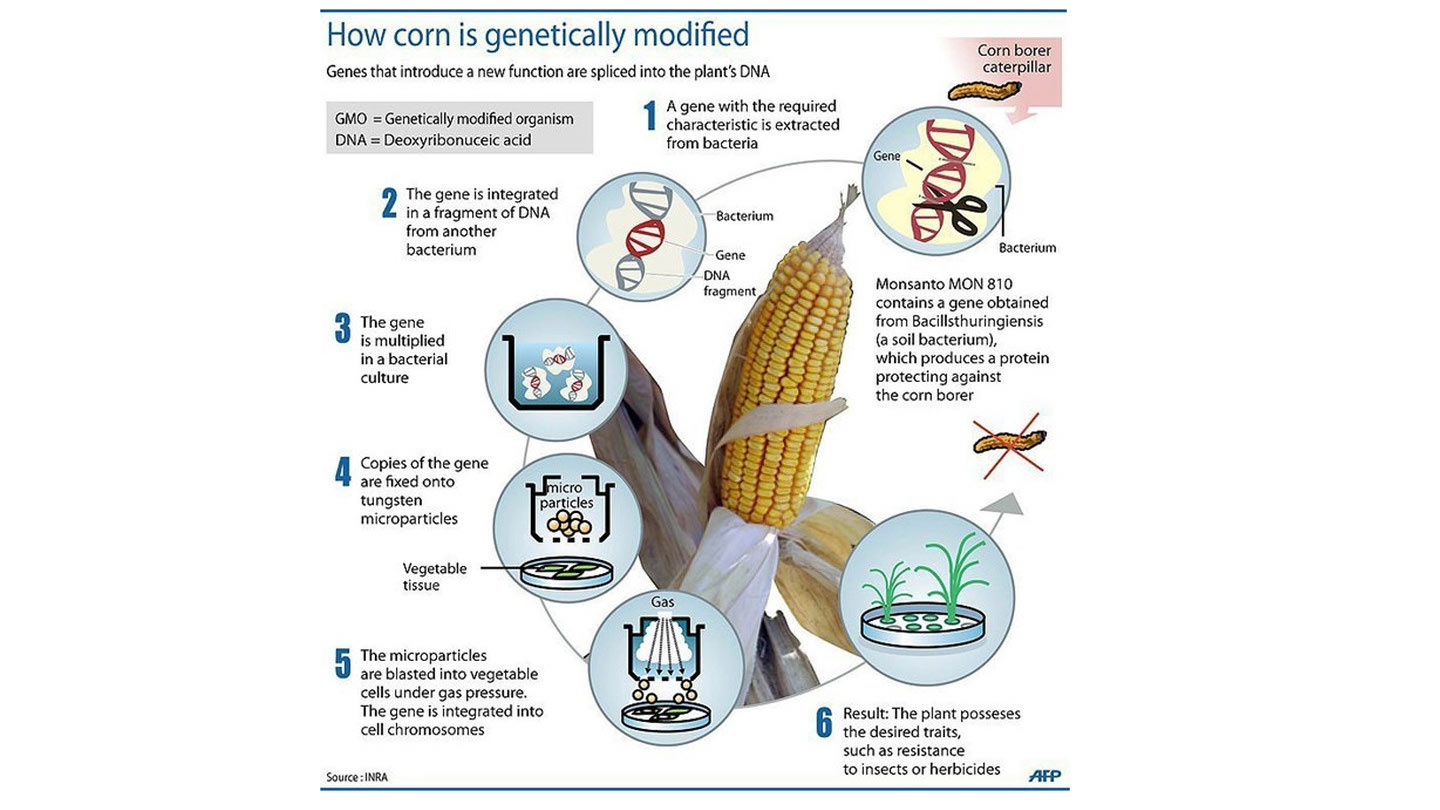 How corn is genetically modified
Genes that introduce a new function are spliced into the plant's DNA
GMO = Genetically modified organism
DNA = Deoxyribonuceic acid
Corn borer
caterpillar
1
A gene with the required
characteristic is extracted
from bacteria
Gene
Bacterium
2
The gene is integrated
in a fragment of DNA
from another
bacterium
Bacterium
Gene
DNA
fragment
Monsanto MON 810
contains a gene obtained
from Bacillsthuringiensis
(a soil bacterium),
which produces a protein
protecting against
the corn borer
3
The gene
is multiplied
in a bacterial
culture
4
Copies of the gene
are fixed onto
tungsten
microparticles
micro
particles
Vegetable
tissue
Gas
5
The microparticles
are blasted into vegetable
cells under gas pressure.
The gene is integrated into
cell chromosomes
6
Result: The plant posseses
the desired traits,
such as resistance
to insects or herbicides
Source : INRA
AFP